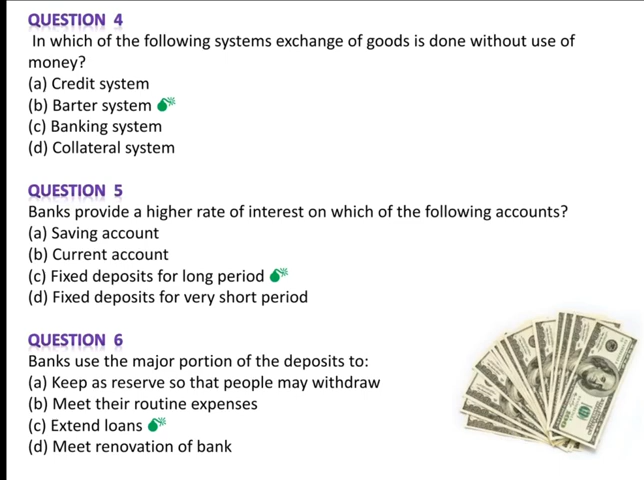 QUESTION 4
In which of the following systems exchange of goods is done without use of
money?
(a) Credit system
(b) Barter system
(c) Banking system
(d) Collateral system
QUESTION 5
Banks provide a higher rate of interest on which of the following accounts?
(a) Saving account
(b) Current account
(c) Fixed deposits for long period
(d) Fixed deposits for very short period
QUESTION 6
Banks use the major portion of the deposits to:
(a) Keep as reserve so that people may withdraw
(b) Meet their routine expenses
(c) Extend loans
(d) Meet renovation of bank